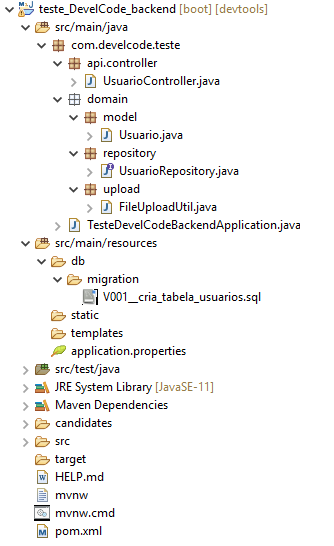 teste_DevelCode_backend [boot] [devtools]
src/main/java
com.develcode.teste
api.controller
UsuarioController.java
domain
model
Usuario.java
repository
UsuarioRepository.java
upload
FileUploadUtil.java
TesteDevelCodeBackendApplication.java
src/main/resources
db
migration
V001__cria_tabela_usuarios.sql
static
templates
application.properties
src/test/java
JRE System Library [JavaSE-11]
Maven Dependencies
candidates
src
target
HELP.md
mvnw
mvnw.cmd
pom.xml